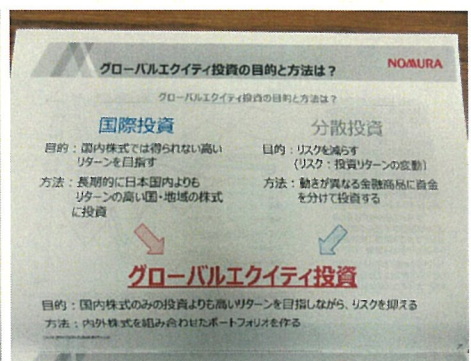 グローバルエクイティ投資の目的と方法は？
NOMURA
グローバルエクイティ投資の目的と方法は？
国際投資
目的：国内株式では得られない高い
リターンを目指す
方法：長期的に日本国内よりも
リターンの高い国・地域の株式
に投資
分散投資
目的：リスクを減らす
（リスク：投資リターンの変動）
方法：動きが異なる金融商品に資金
を分けて投資する
グローバルエクイティ投資
目的：国内株式のみの投資よりも高いリターンを目指しながら、リスクを抑える
方法：内外株式を組み合わせたポートフォリオを作る